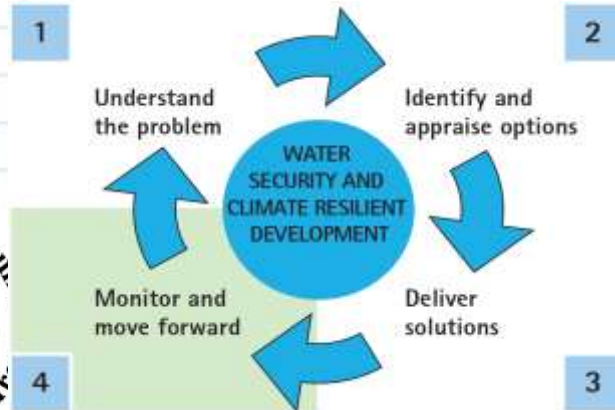 1
2
Understand
the problem
Identify and
appraise options
WATER
SECURITY AND
CLIMATE RESILIENT
DEVELOPMENT
Monitor and
move forward
Deliver
solutions
4
3